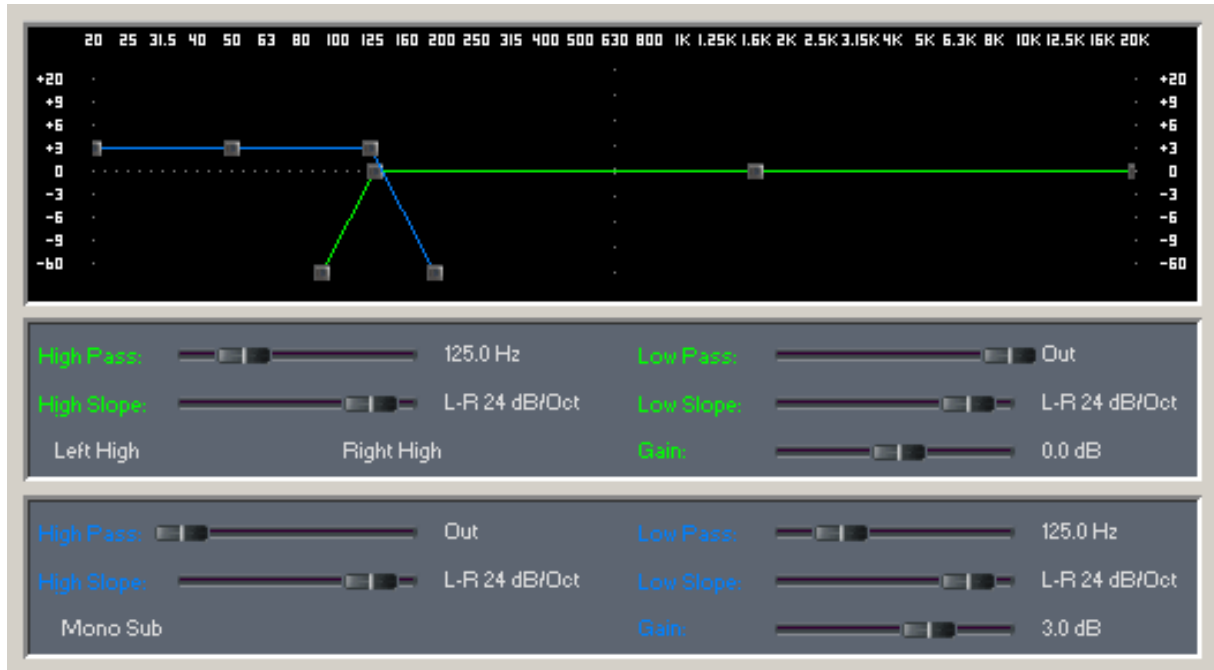 20 25 31.5 40 50 63 80 100 125 160 200 250 315 400 500 630 800 1K 1.25K 1.6K 2K 2.5K 3.15K 4K 5K 6.3K 8K 10K 12.5K 16K 20K
+20 +20
+9 +9
+6 +6
+3 +3
0 0
-3 -3
-6 -6
-9 -9
-60 -60
High Pass: 125.0 Hz Low Pass: Out
High Slope: L-R 24 dB/Oct Low Slope: L-R 24 dB/Oct
Left High Right High Gain: 0.0 dB
High Pass: Out Low Pass: 125.0 Hz
High Slope: L-R 24 dB/Oct Low Slope: L-R 24 dB/Oct
Mono Sub Gain: 3.0 dB